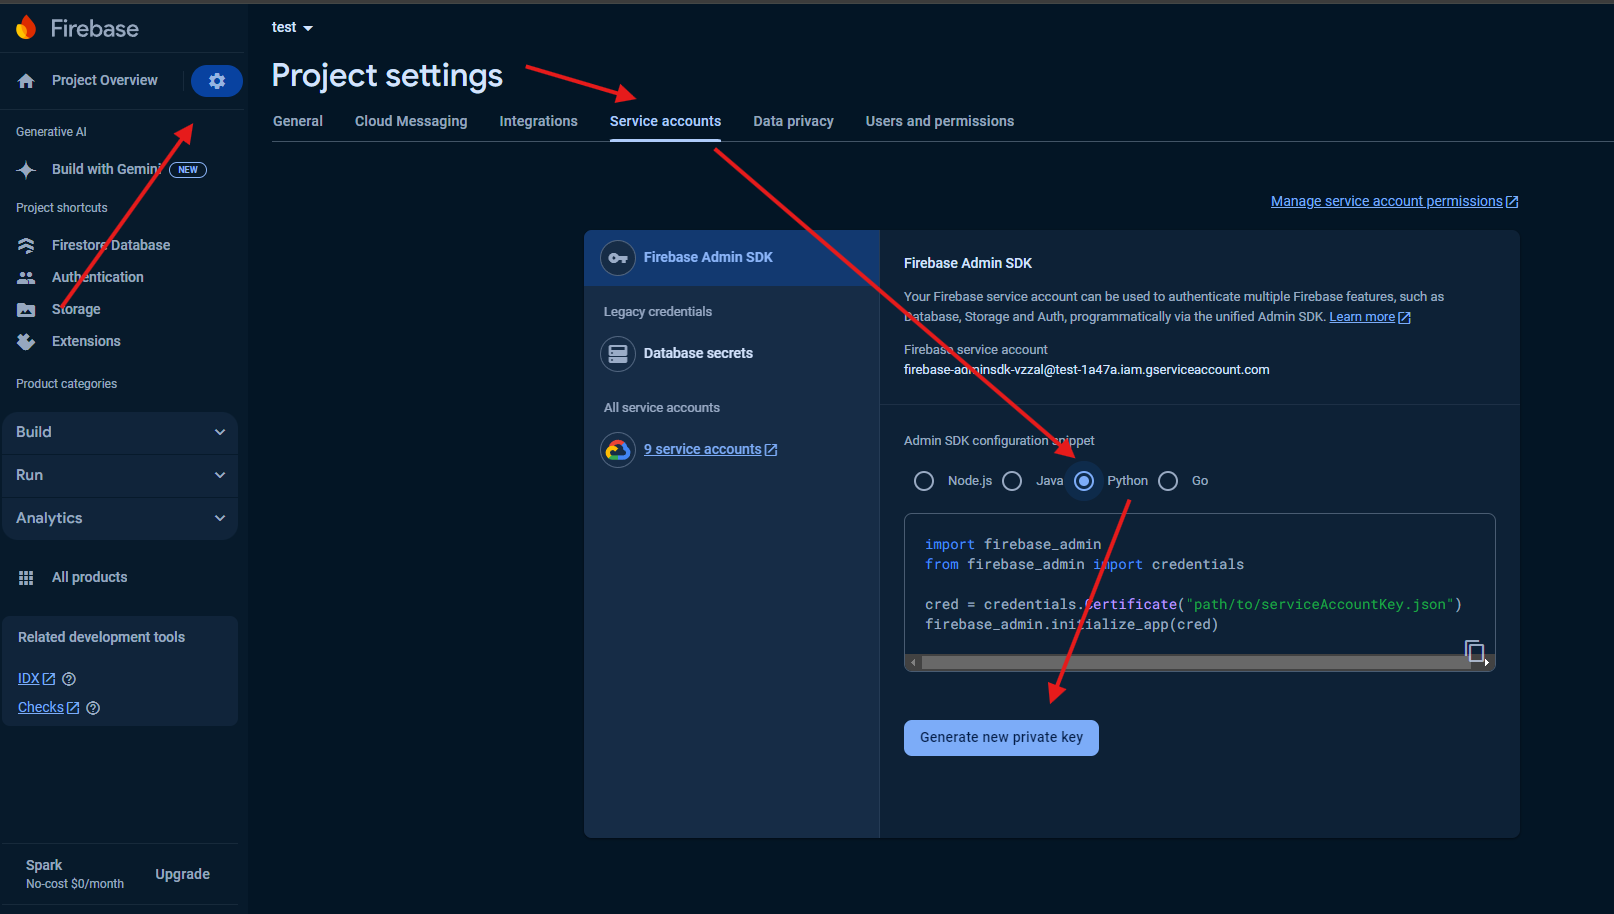 Firebase
Project Overview
Generative AI
Build with Gemini NEW
Project shortcuts
Firestore Database
Authentication
Storage
Extensions
Product categories
Build
Run
Analytics
All products
Related development tools
IDX
Checks
Spark
No-cost $0/month
Upgrade
test
Project settings
General Cloud Messaging Integrations Service accounts Data privacy Users and permissions
Manage service account permissions
Firebase Admin SDK
Legacy credentials
Database secrets
All service accounts
9 service accounts
Firebase Admin SDK
Your Firebase service account can be used to authenticate multiple Firebase features, such as
Database, Storage and Auth, programmatically via the unified Admin SDK. Learn more
Firebase service account
firebase-adminsdk-vzzal@test-1a47a.iam.gserviceaccount.com
Admin SDK configuration snippet
Node.js Java Python Go
import firebase_admin
from firebase_admin import credentials
cred = credentials.Certificate("path/to/serviceAccountKey.json")
firebase_admin.initialize_app(cred)
Generate new private key